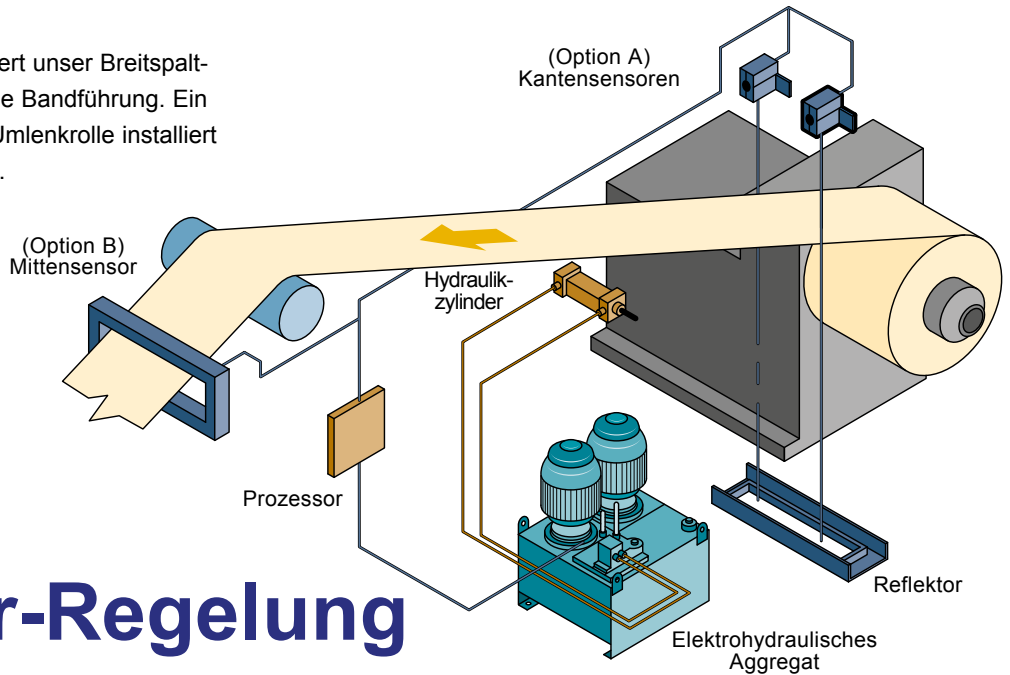 ert unser Breitspalt-
e Bandführung. Ein
Umlenkrolle installiert
.
(Option A)
Kantensensoren
(Option B)
Mittensensor
Hydraulik-
zylinder
Prozessor
Reflektor
r-Regelung
Elektrohydraulisches
Aggregat